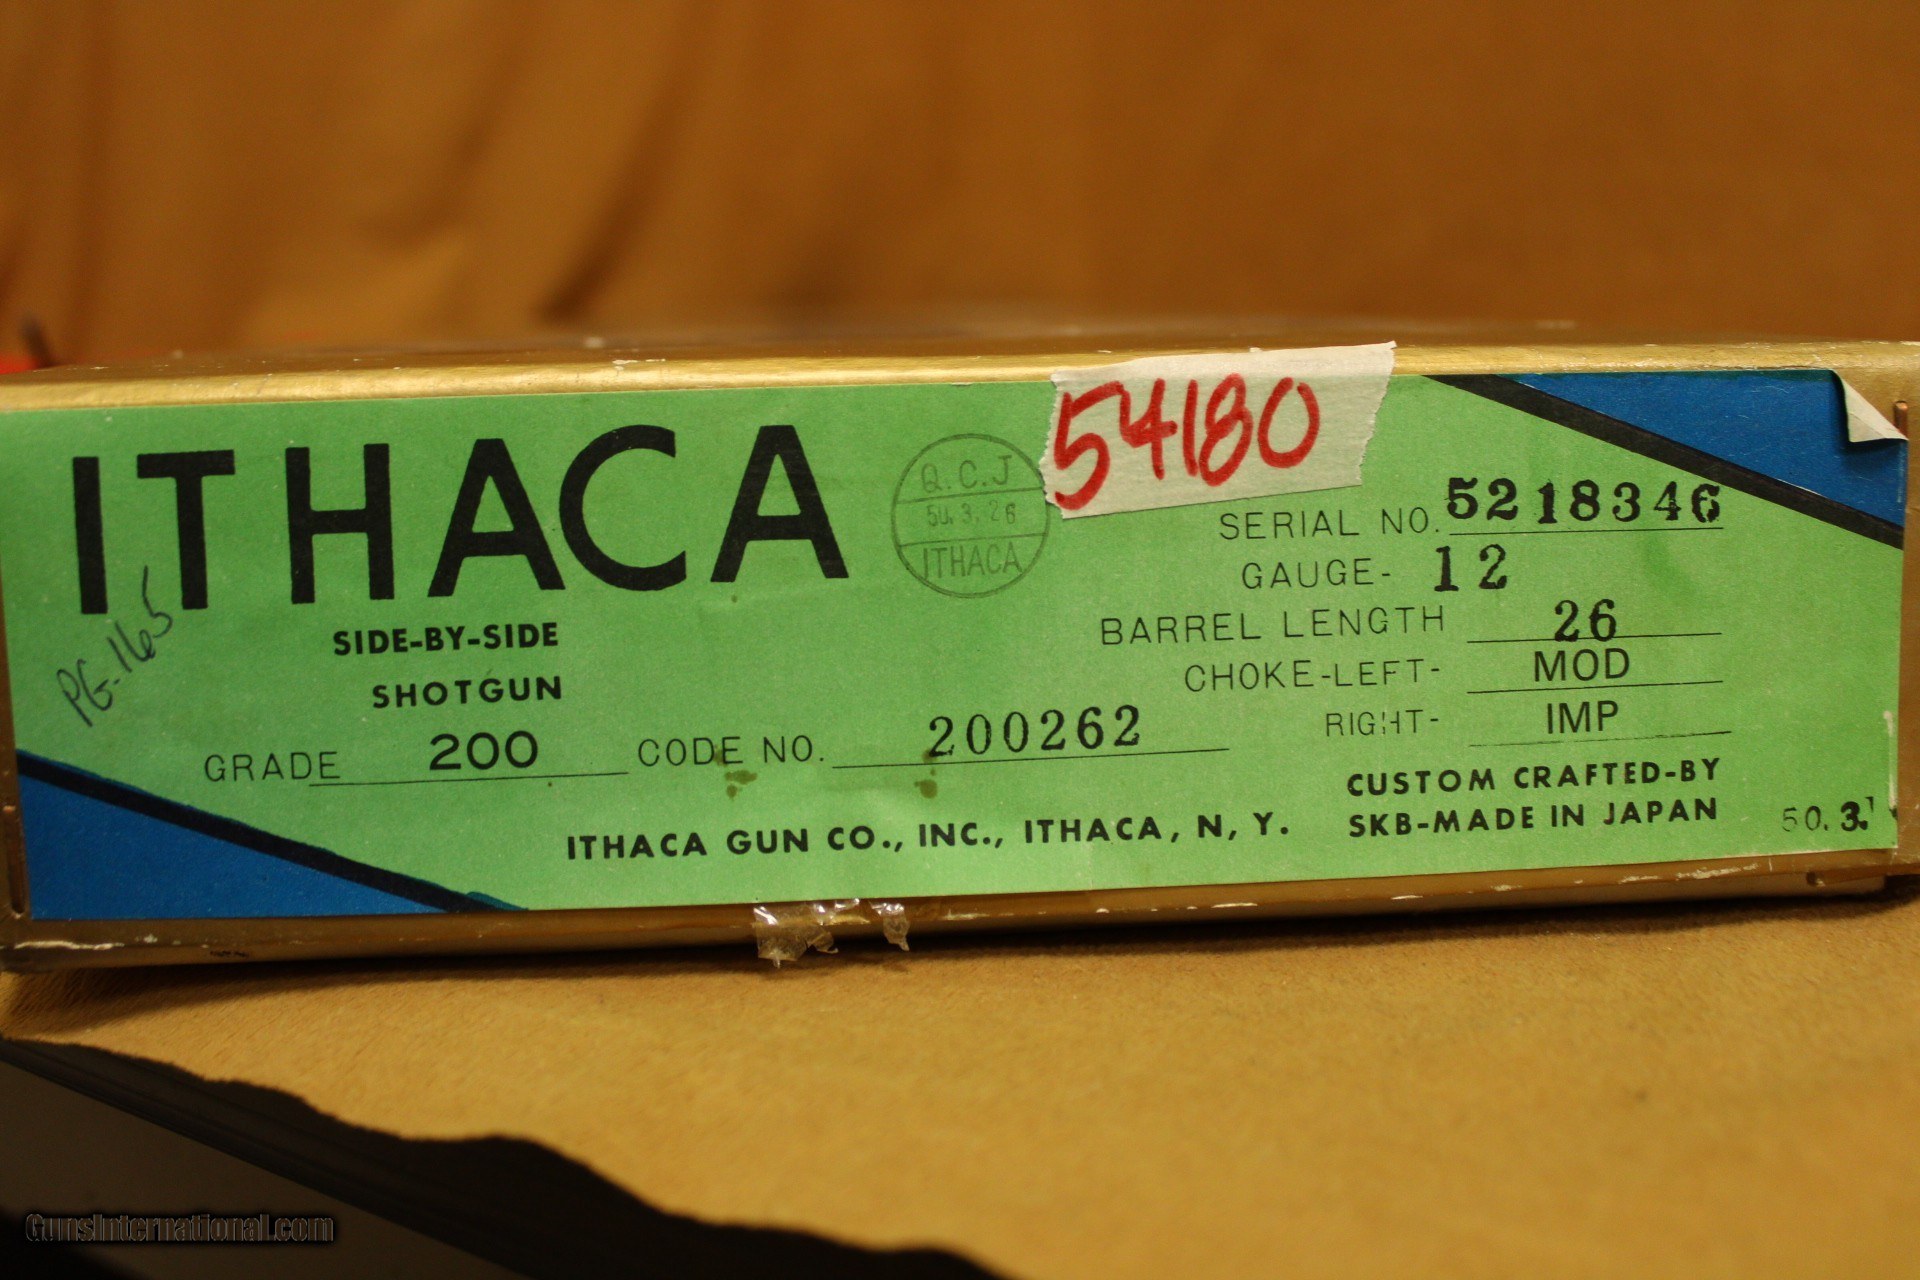 ITHACA
SIDE-BY-SIDE
SHOTGUN
PG-165
GRADE 200 CODE NO. 200262
Q.C.J
50.3.26
ITHACA
54180
SERIAL NO. 5218346
GAUGE- 12
BARREL LENGTH 26
CHOKE-LEFT- MOD
RIGHT- IMP
CUSTOM CRAFTED-BY
SKB-MADE IN JAPAN
ITHACA GUN CO., INC., ITHACA, N, Y.
50.3.
GunsInternational.com